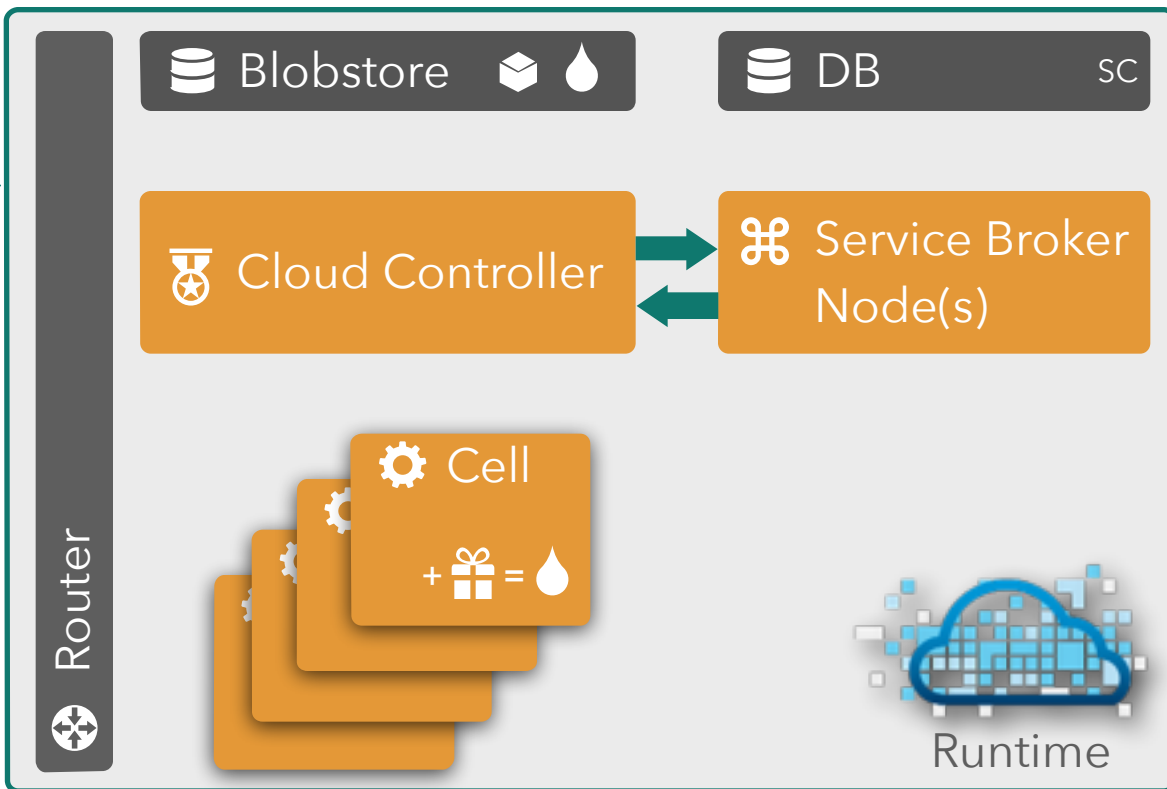 Blobstore
DB
SC
Cloud Controller
Service Broker
Node(s)
Cell
+ =
Router
Runtime